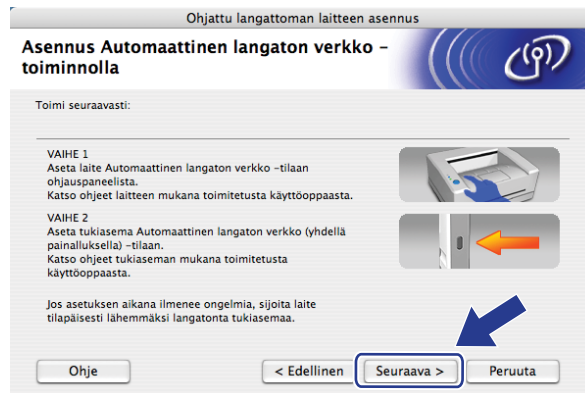 Ohjattu langattoman laitteen asennus
Asennus Automaattinen langaton verkko –
toiminnolla
Toimi seuraavasti:
VAIHE 1
Aseta laite Automaattinen langaton verkko –tilaan
ohjauspaneelista.
Katso ohjeet laitteen mukana toimitetusta käyttöoppaasta.
VAIHE 2
Aseta tukiasema Automaattinen langaton verkko (yhdellä
painalluksella) –tilaan.
Katso ohjeet tukiaseman mukana toimitetusta
käyttöoppaasta.
Jos asetuksen aikana ilmenee ongelmia, sijoita laite
tilapäisesti lähemmäksi langatonta tukiasemaa.
Ohje
< Edellinen
Seuraava >
Peruuta